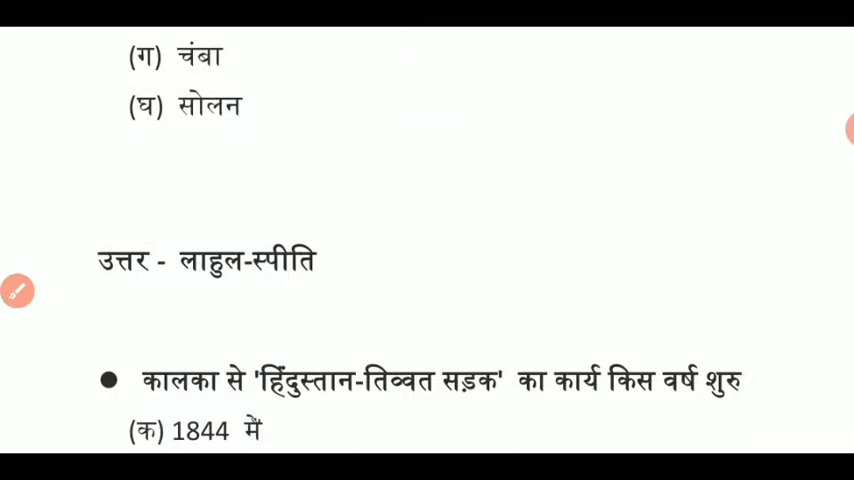 (ग) चंबा
(घ) सोलन
उत्तर - लाहुल-स्पीति
● कालका से 'हिंदुस्तान-तिव्वत सड़क' का कार्य किस वर्ष शुरु
(क) 1844 में